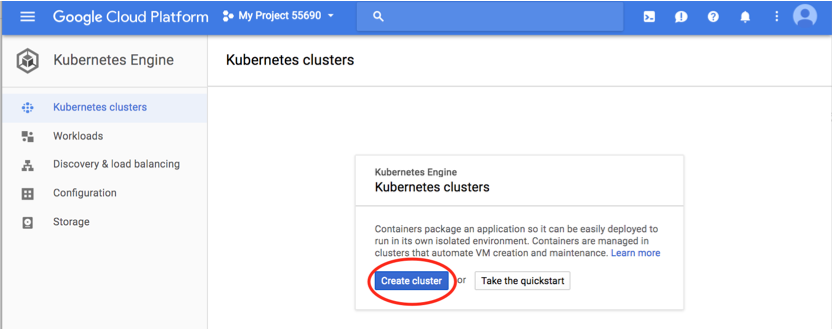 Google Cloud Platform
My Project 55690
Kubernetes Engine
Kubernetes clusters
Kubernetes clusters
Workloads
Discovery & load balancing
Configuration
Storage
Kubernetes Engine
Kubernetes clusters
Containers package an application so it can be easily deployed to
run in its own isolated environment. Containers are managed in
clusters that automate VM creation and maintenance. Learn more
Create cluster or Take the quickstart